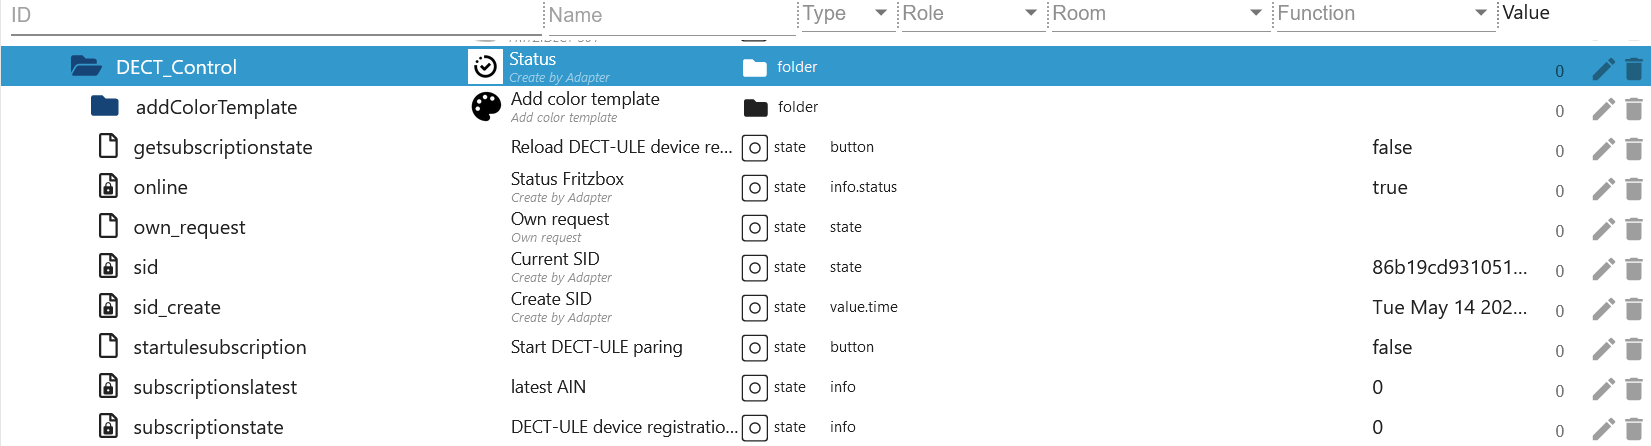 ID Name Type Role Room Function Value
DECT_Control Status folder 0
Create by Adapter
addColorTemplate Add color template folder 0
Add color template
getsubscriptionstate Reload DECT-ULE device re... state button false 0
online Status Fritzbox state info.status true 0
Create by Adapter
own_request Own request state state 0
Own request
sid Current SID state state 86b19cd931051... 0
Create by Adapter
sid_create Create SID state value.time Tue May 14 202... 0
Create by Adapter
startulesubscription Start DECT-ULE paring state button false 0
subscriptionslatest latest AIN state info 0 0
subscriptionstate DECT-ULE device registratio... state info 0 0